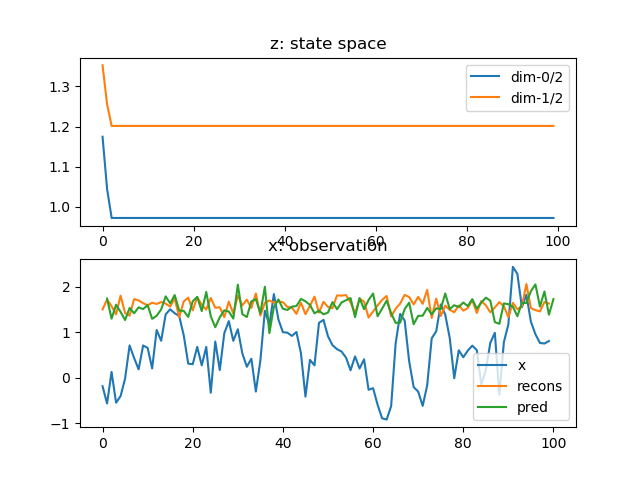 z: state space
1.3
1.2
1.1
1.0
dim-0/2
dim-1/2
0 20 40 60 80 100
x: observation
2
1
0
−1
x
recons
pred
0 20 40 60 80 100